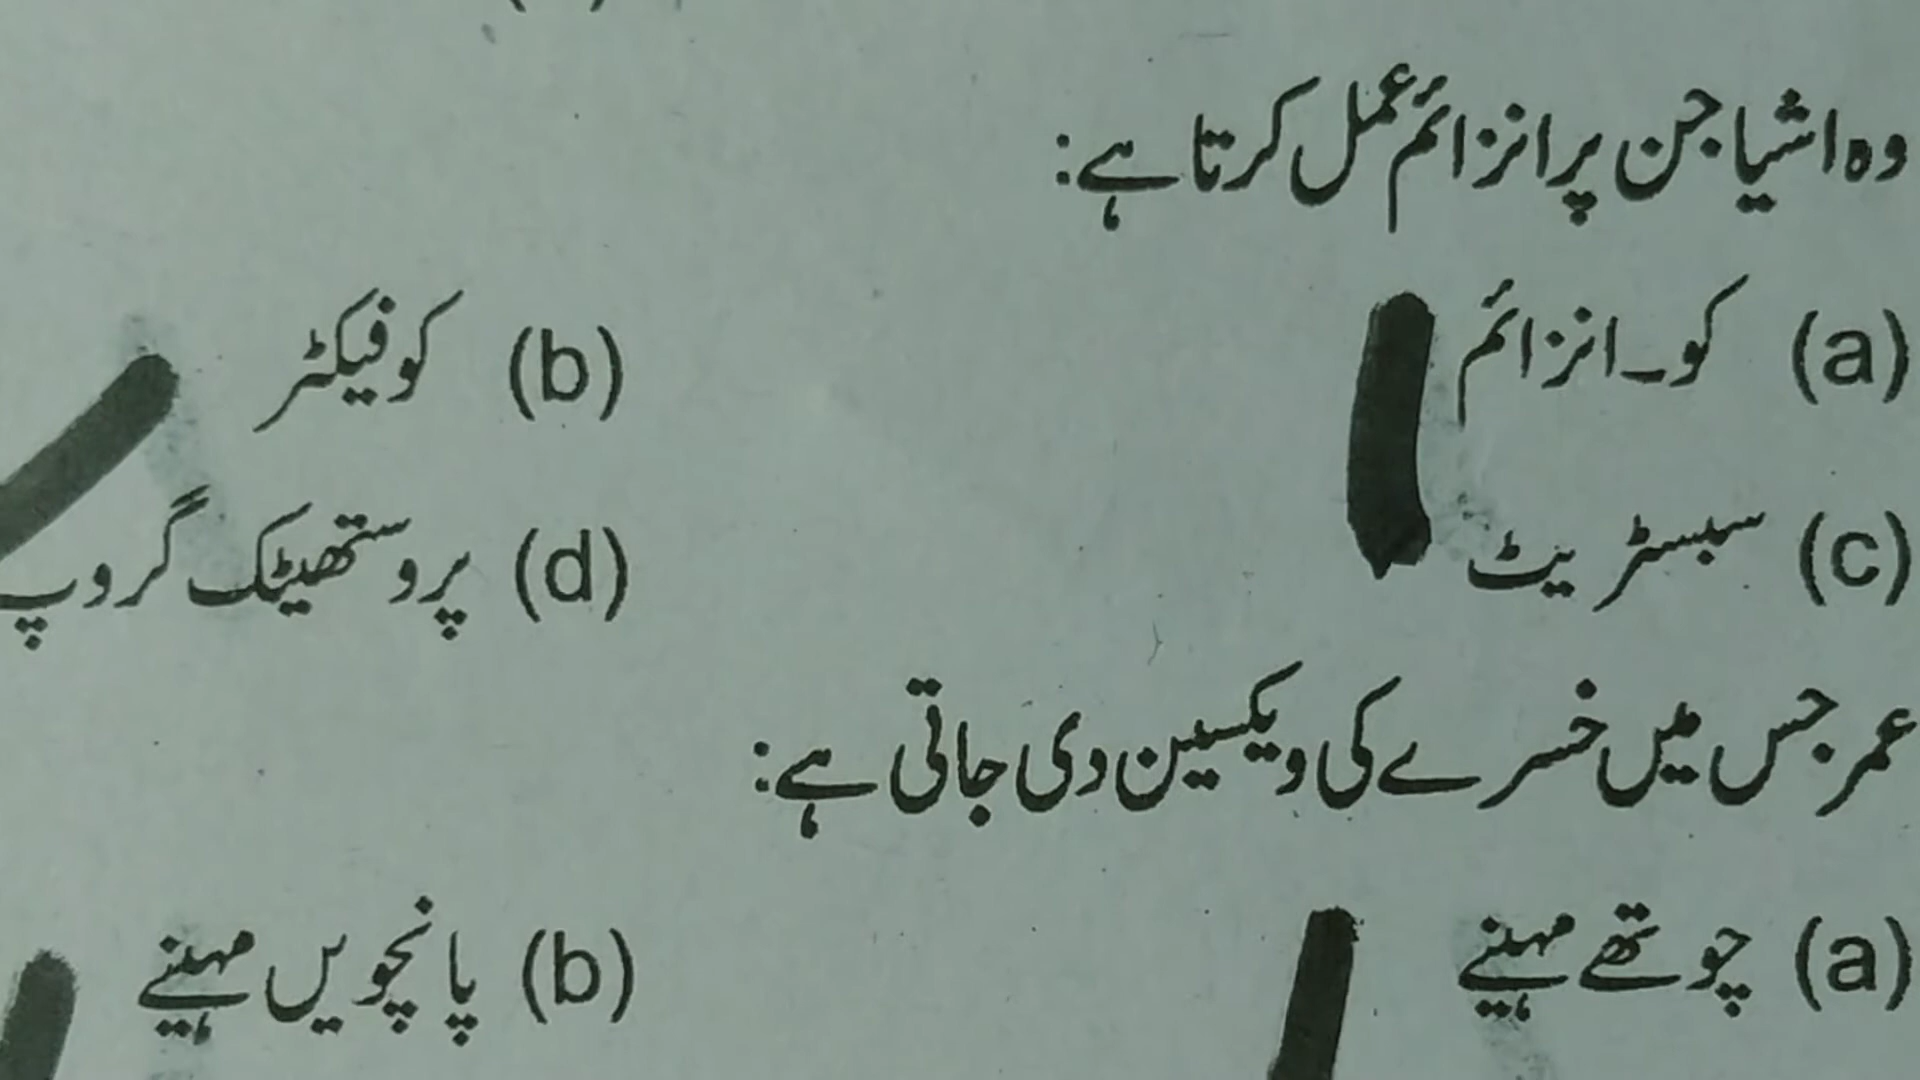 وہ اشیا جن پر انزائم عمل کرتا ہے:
(a) کو۔انزائم (b) کوفیکٹر
(c) سبسٹریٹ (d) پروستھیٹک گروپ
عمر جس میں خسرے کی ویکسین دی جاتی ہے:
(a) چوتھے مہینے (b) پانچویں مہینے